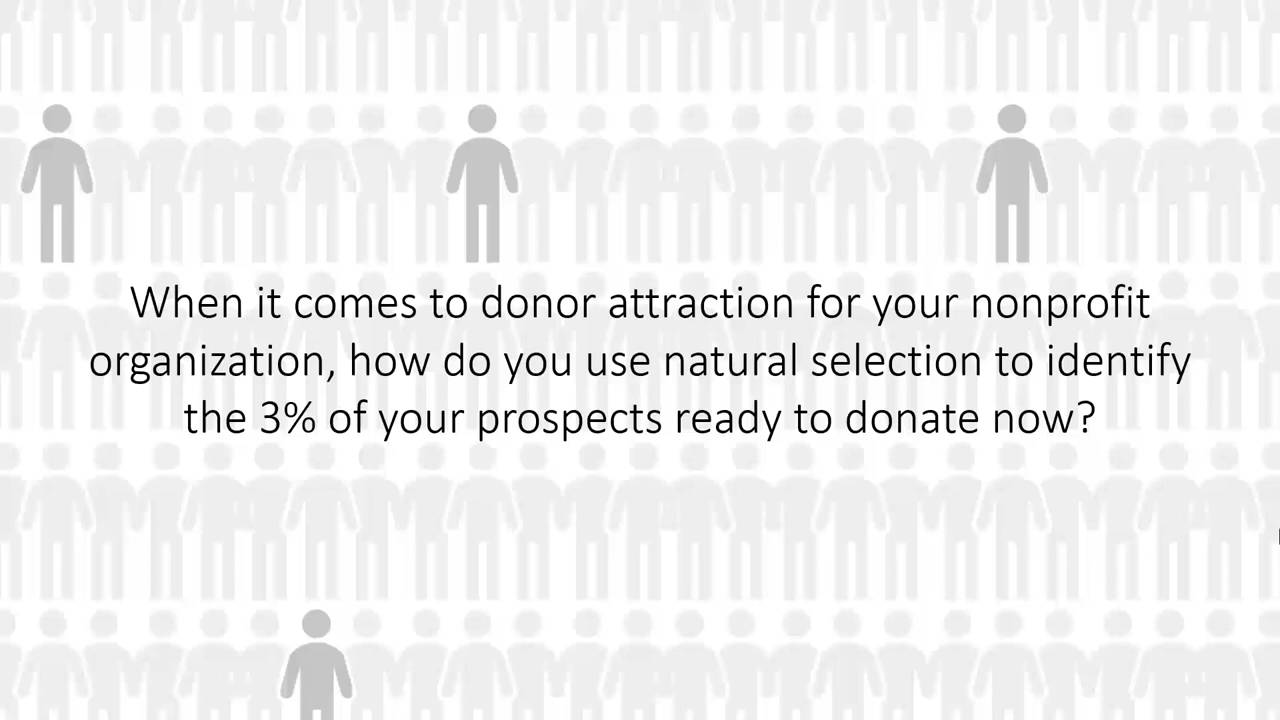 When it comes to donor attraction for your nonprofit
organization, how do you use natural selection to identify
the 3% of your prospects ready to donate now?